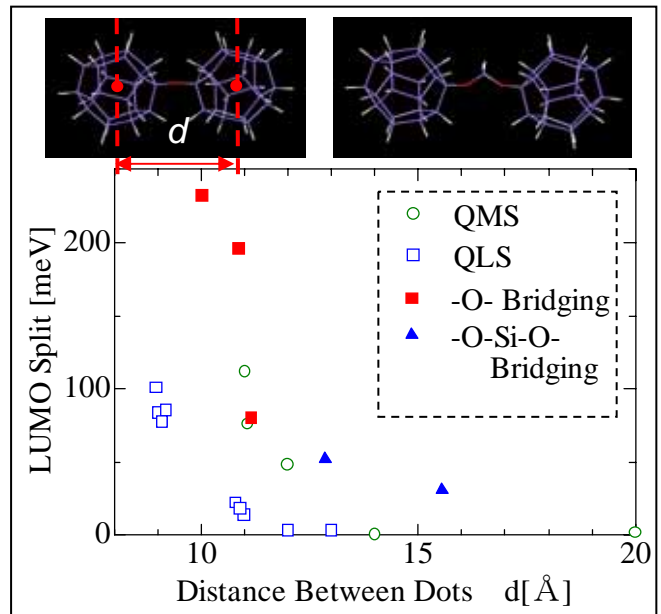 d
200
100
0
10
15
20
LUMO Split [meV]
Distance Between Dots d[Å]
QMS
QLS
-O- Bridging
-O-Si-O-
Bridging